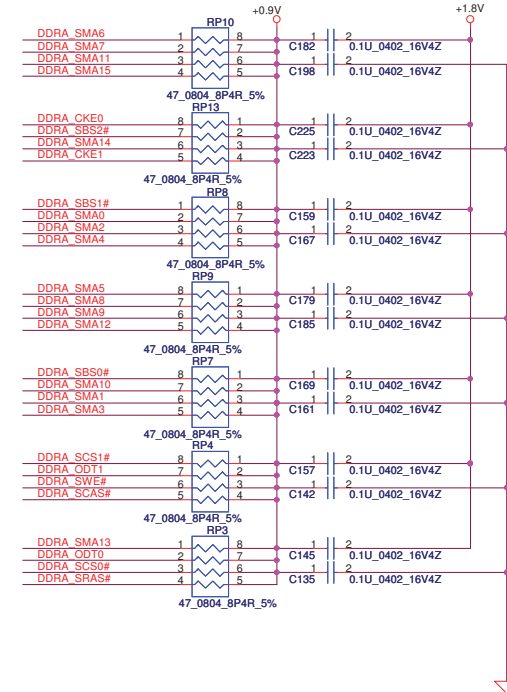 +0.9V +1.8V
RP10
DDRA_SMA6 1 8 1 2
DDRA_SMA7 2 7 C182 0.1U_0402_16V4Z
DDRA_SMA11 3 6 1 2
DDRA_SMA15 4 5 C198 0.1U_0402_16V4Z
47_0804_8P4R_5%
RP13
DDRA_CKE0 8 1 1 2
DDRA_SBS2# 7 2 C225 0.1U_0402_16V4Z
DDRA_SMA14 6 3 1 2
DDRA_CKE1 5 4 C223 0.1U_0402_16V4Z
47_0804_8P4R_5%
RP8
DDRA_SBS1# 1 8 1 2
DDRA_SMA0 2 7 C159 0.1U_0402_16V4Z
DDRA_SMA2 3 6 1 2
DDRA_SMA4 4 5 C167 0.1U_0402_16V4Z
47_0804_8P4R_5%
RP9
DDRA_SMA5 8 1 1 2
DDRA_SMA8 7 2 C179 0.1U_0402_16V4Z
DDRA_SMA9 6 3 1 2
DDRA_SMA12 5 4 C185 0.1U_0402_16V4Z
47_0804_8P4R_5%
RP7
DDRA_SBS0# 8 1 1 2
DDRA_SMA10 7 2 C169 0.1U_0402_16V4Z
DDRA_SMA1 6 3 1 2
DDRA_SMA3 5 4 C161 0.1U_0402_16V4Z
47_0804_8P4R_5%
RP4
DDRA_SCS1# 8 1 1 2
DDRA_ODT1 7 2 C157 0.1U_0402_16V4Z
DDRA_SWE# 6 3 1 2
DDRA_SCAS# 5 4 C142 0.1U_0402_16V4Z
47_0804_8P4R_5%
RP3
DDRA_SMA13 1 8 1 2
DDRA_ODT0 2 7 C145 0.1U_0402_16V4Z
DDRA_SCS0# 3 6 1 2
DDRA_SRAS# 4 5 C135 0.1U_0402_16V4Z
47_0804_8P4R_5%